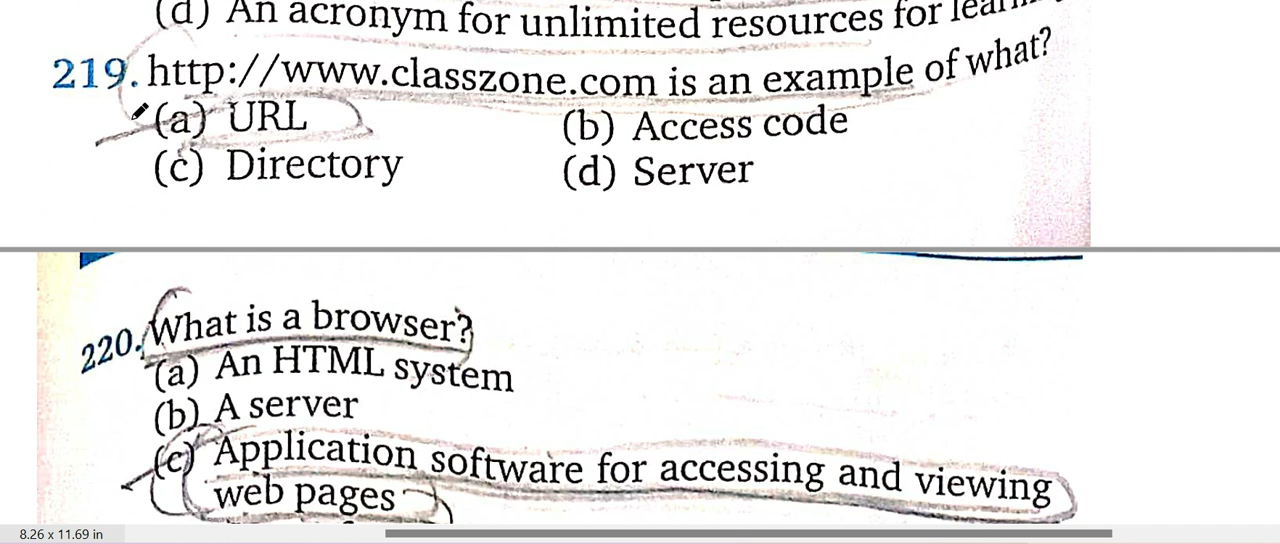 (d) An acronym for unlimited resources for
219. http://www.classzone.com is an example of what?
(a) URL (b) Access code
(c) Directory (d) Server
220. What is a browser?
(a) An HTML system
(b) A server
(c) Application software for accessing and viewing
web pages
8.26 x 11.69 in